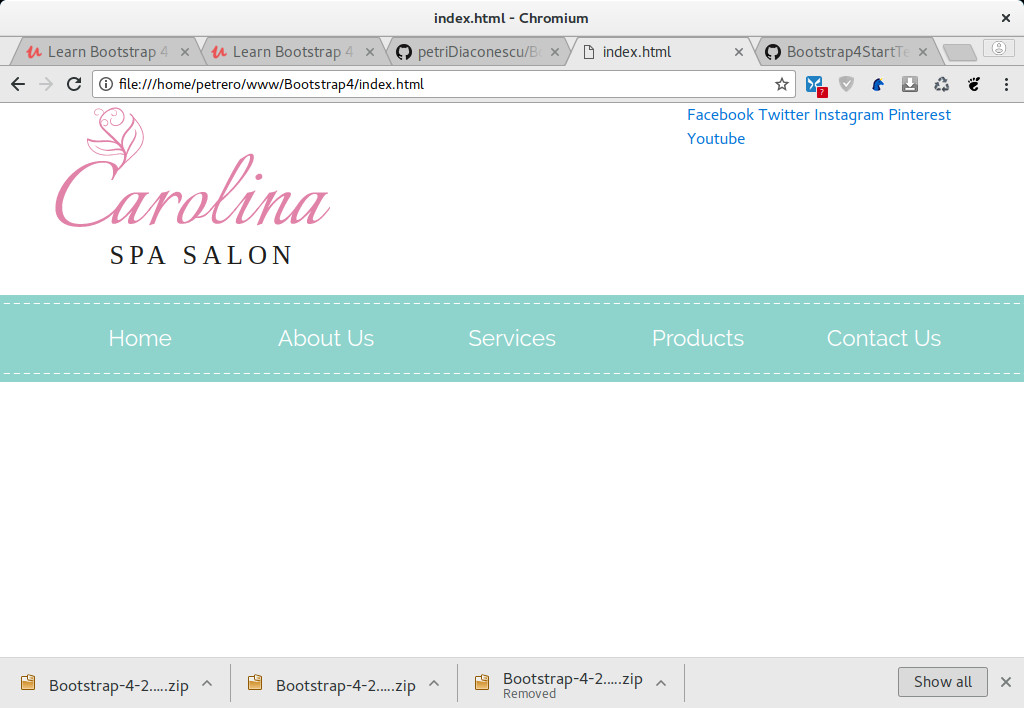 index.html - Chromium
Learn Bootstrap 4
Learn Bootstrap 4
petriDiaconescu/Bo
index.html
Bootstrap4StartTe
file:///home/petrero/www/Bootstrap4/index.html
?
Carolina
SPA SALON
Facebook Twitter Instagram Pinterest
Youtube
Home About Us Services Products Contact Us
Bootstrap-4-2.....zip
Bootstrap-4-2.....zip
Bootstrap-4-2.....zip
Removed
Show all